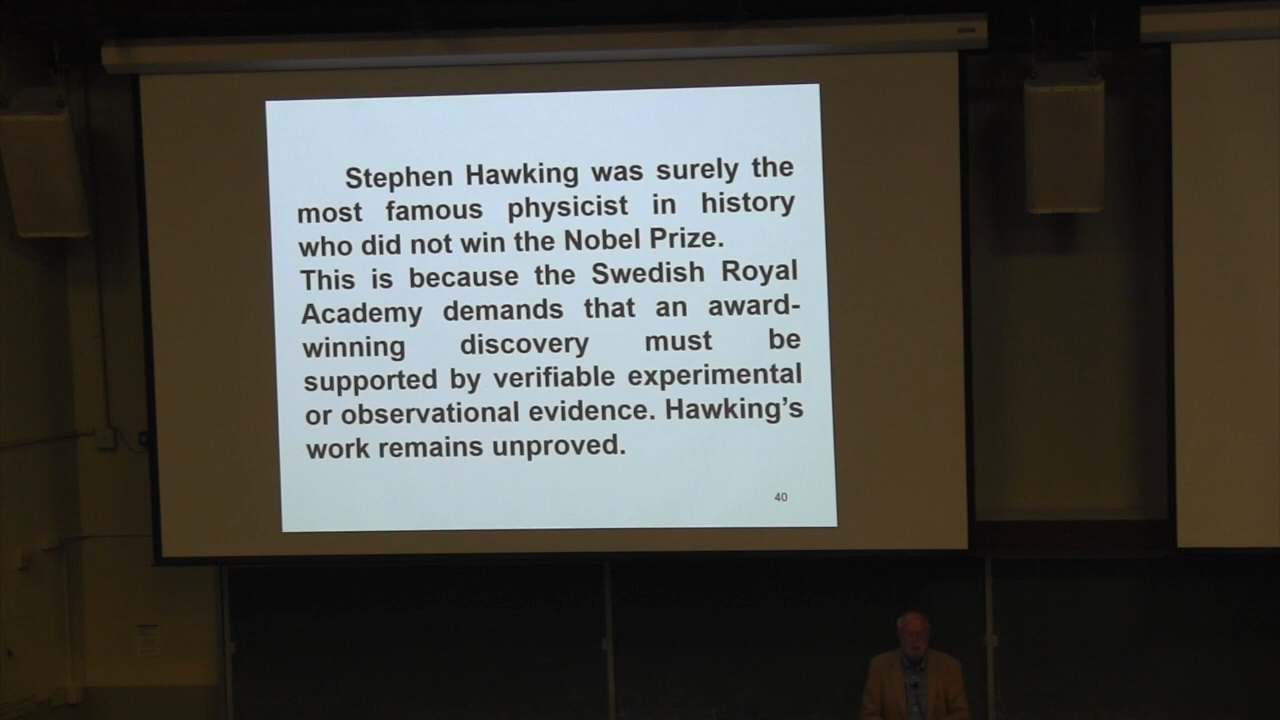 Stephen Hawking was surely the
most famous physicist in history
who did not win the Nobel Prize.
This is because the Swedish Royal
Academy demands that an award-
winning discovery must be
supported by verifiable experimental
or observational evidence. Hawking's
work remains unproved.
40